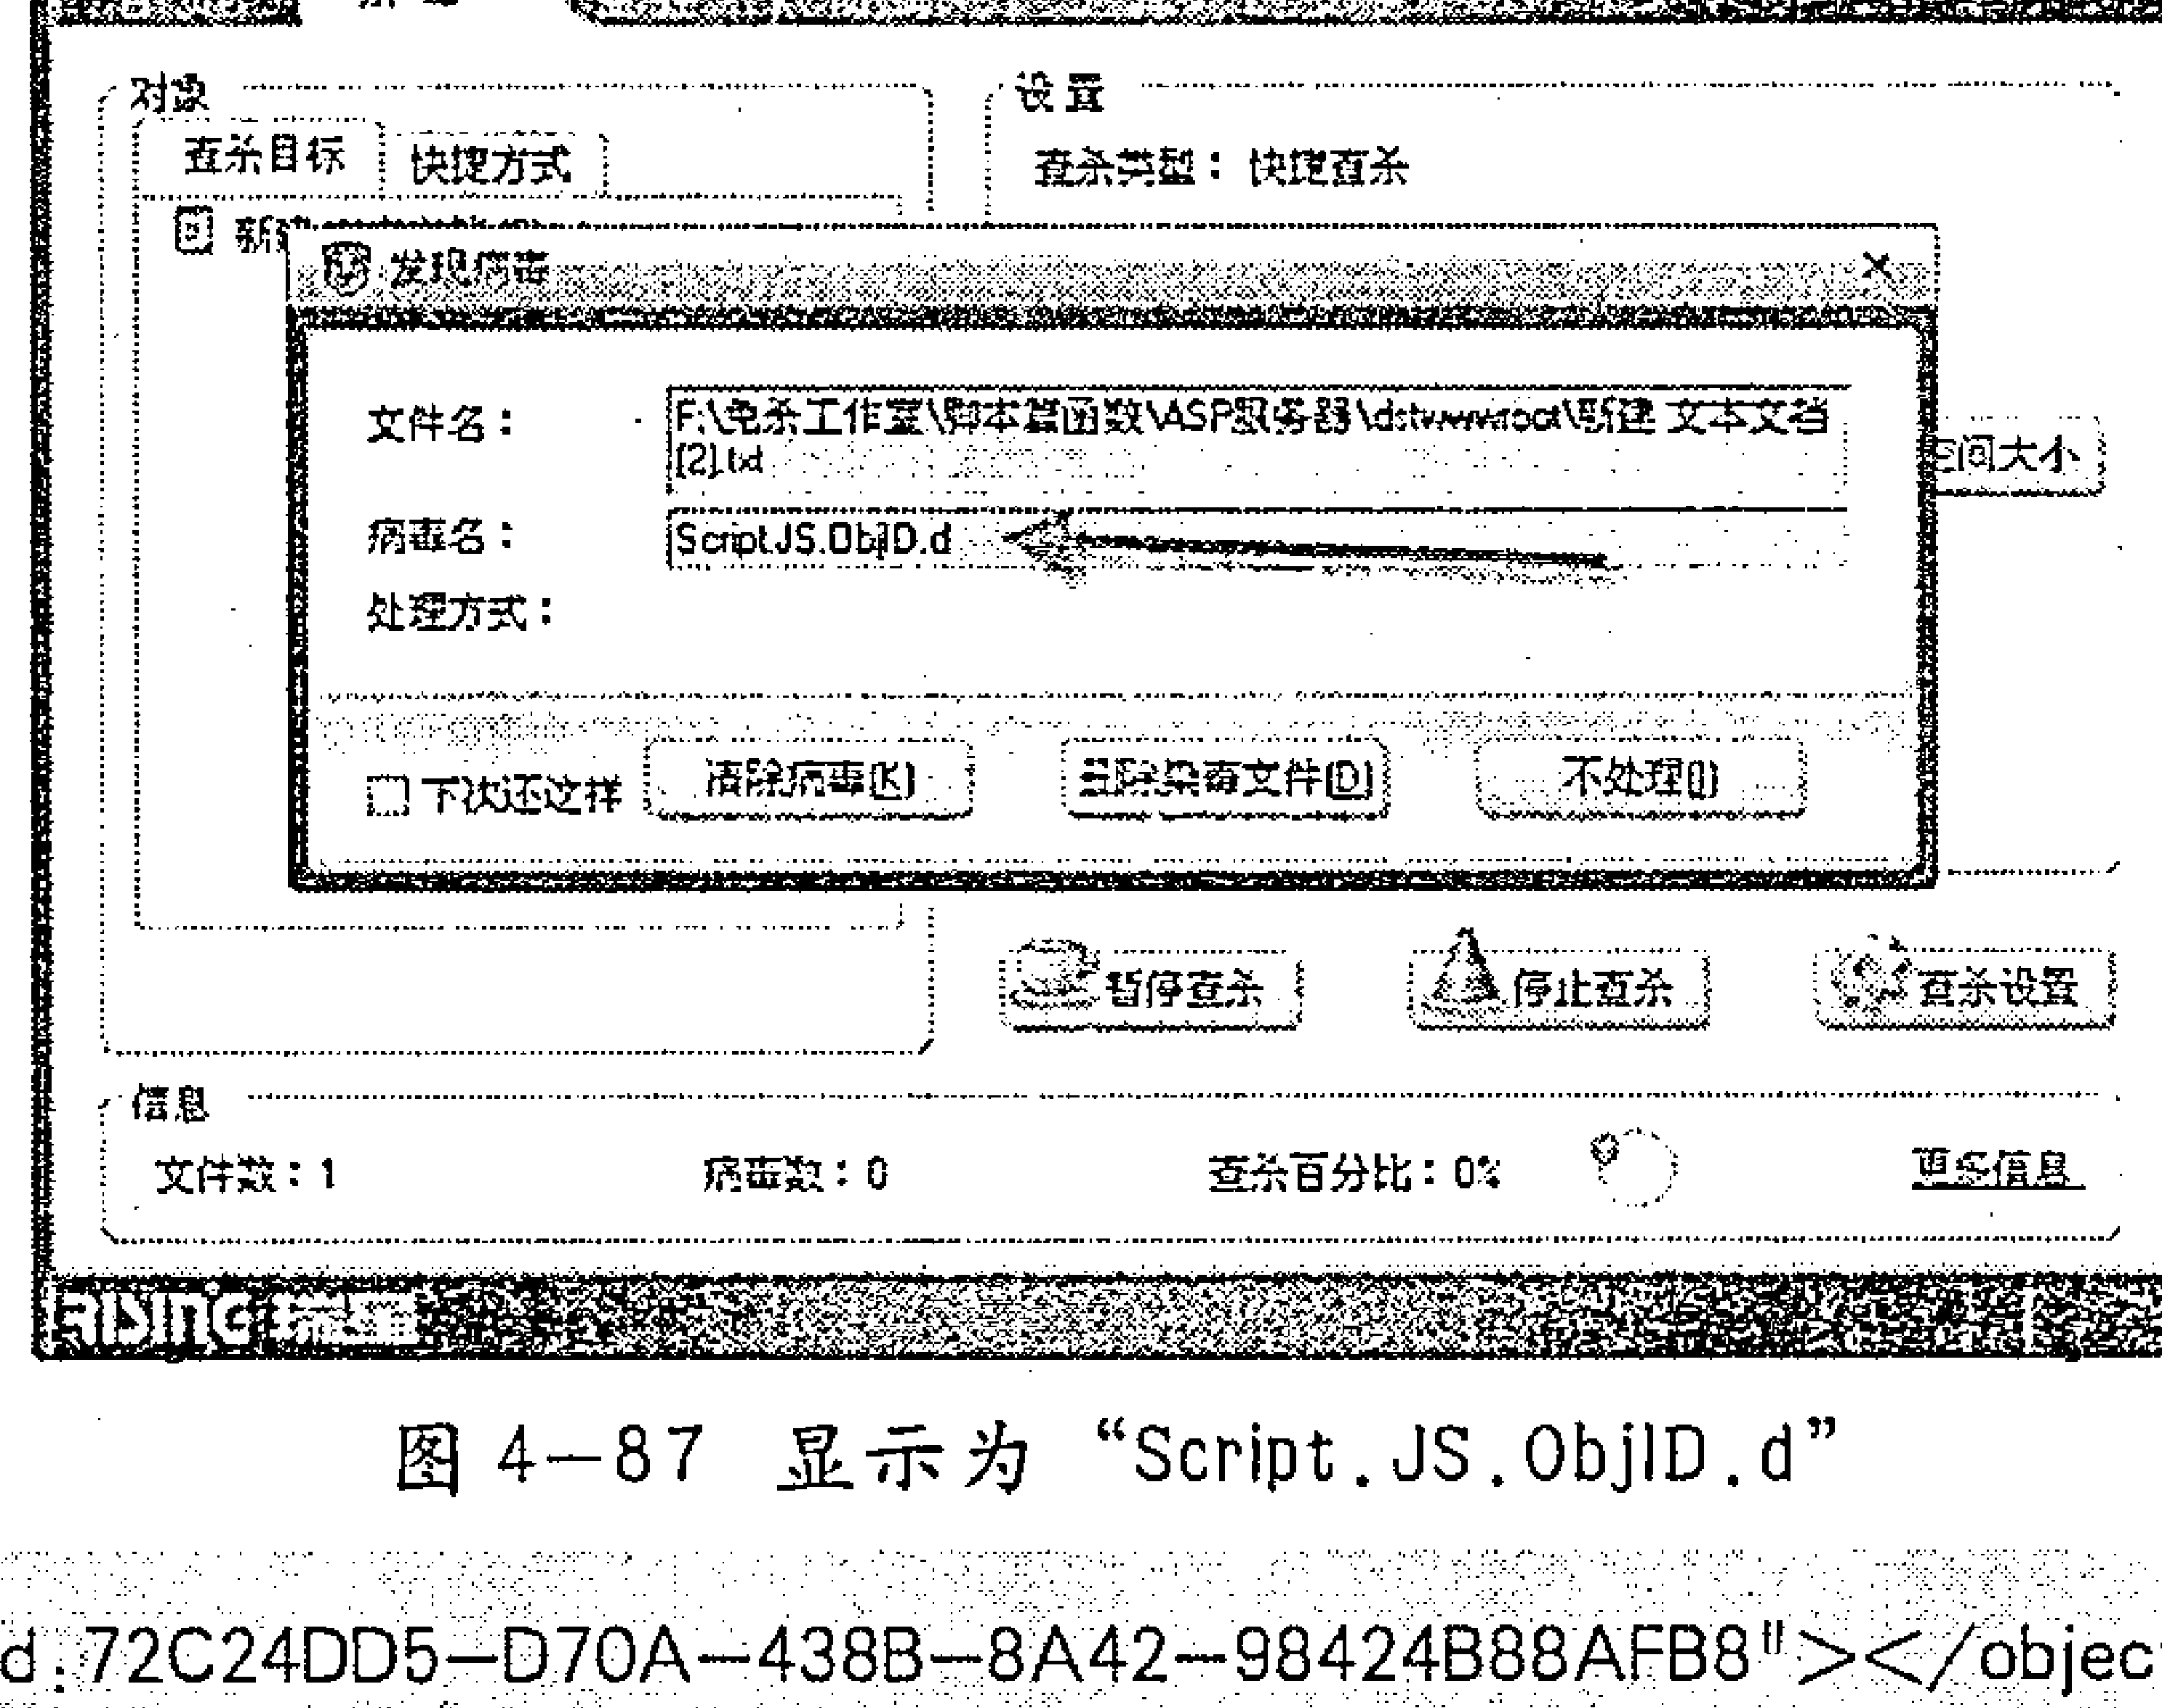 对象
设置
查杀目标
快捷方式
查杀类型：快捷查杀
新
发现病毒
文件名：
F:\免杀工作室\脚本篇函数\ASP服务器\dstwwwroot\新建 文本文档
[2].txt
间大小
病毒名：
Script.JS.ObjID.d
处理方式：
下次还这样
清除病毒(K)
删除染毒文件(D)
不处理(I)
暂停查杀
停止查杀
查杀设置
信息
文件数：1
病毒数：0
查杀百分比：0%
更多信息
RISING 瑞星
图 4-87 显示为 “Script.JS.ObjID.d”
d:72C24DD5-D70A-438B-8A42-98424B88AFB8"></objec